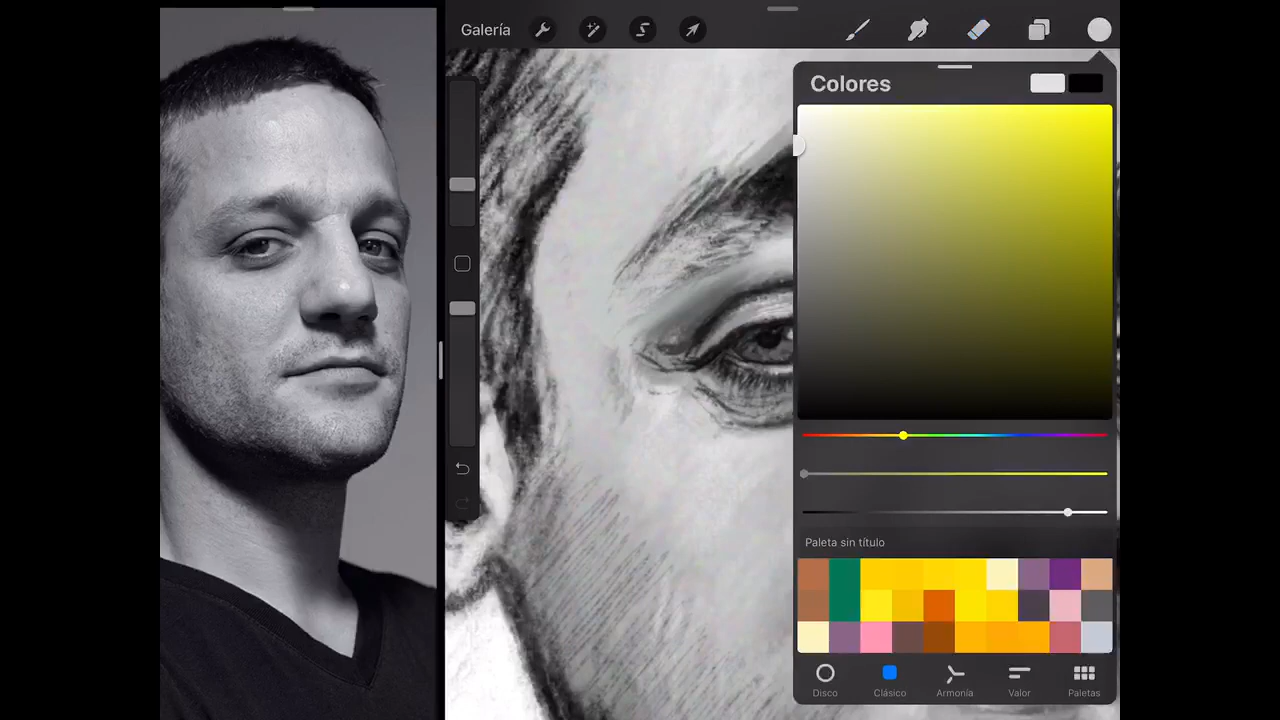 Galería
Colores
Paleta sin título
Disco
Clásico
Armonía
Valor
Paletas